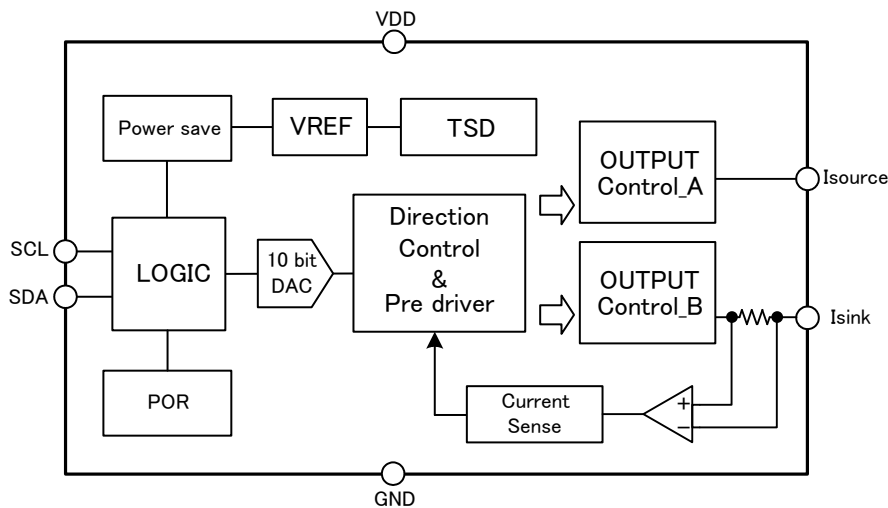 VDD
Power save
VREF
TSD
OUTPUT
Control_A
Isource
SCL
SDA
LOGIC
10 bit
DAC
Direction
Control
&
Pre driver
OUTPUT
Control_B
Isink
POR
Current
Sense
+
−
GND